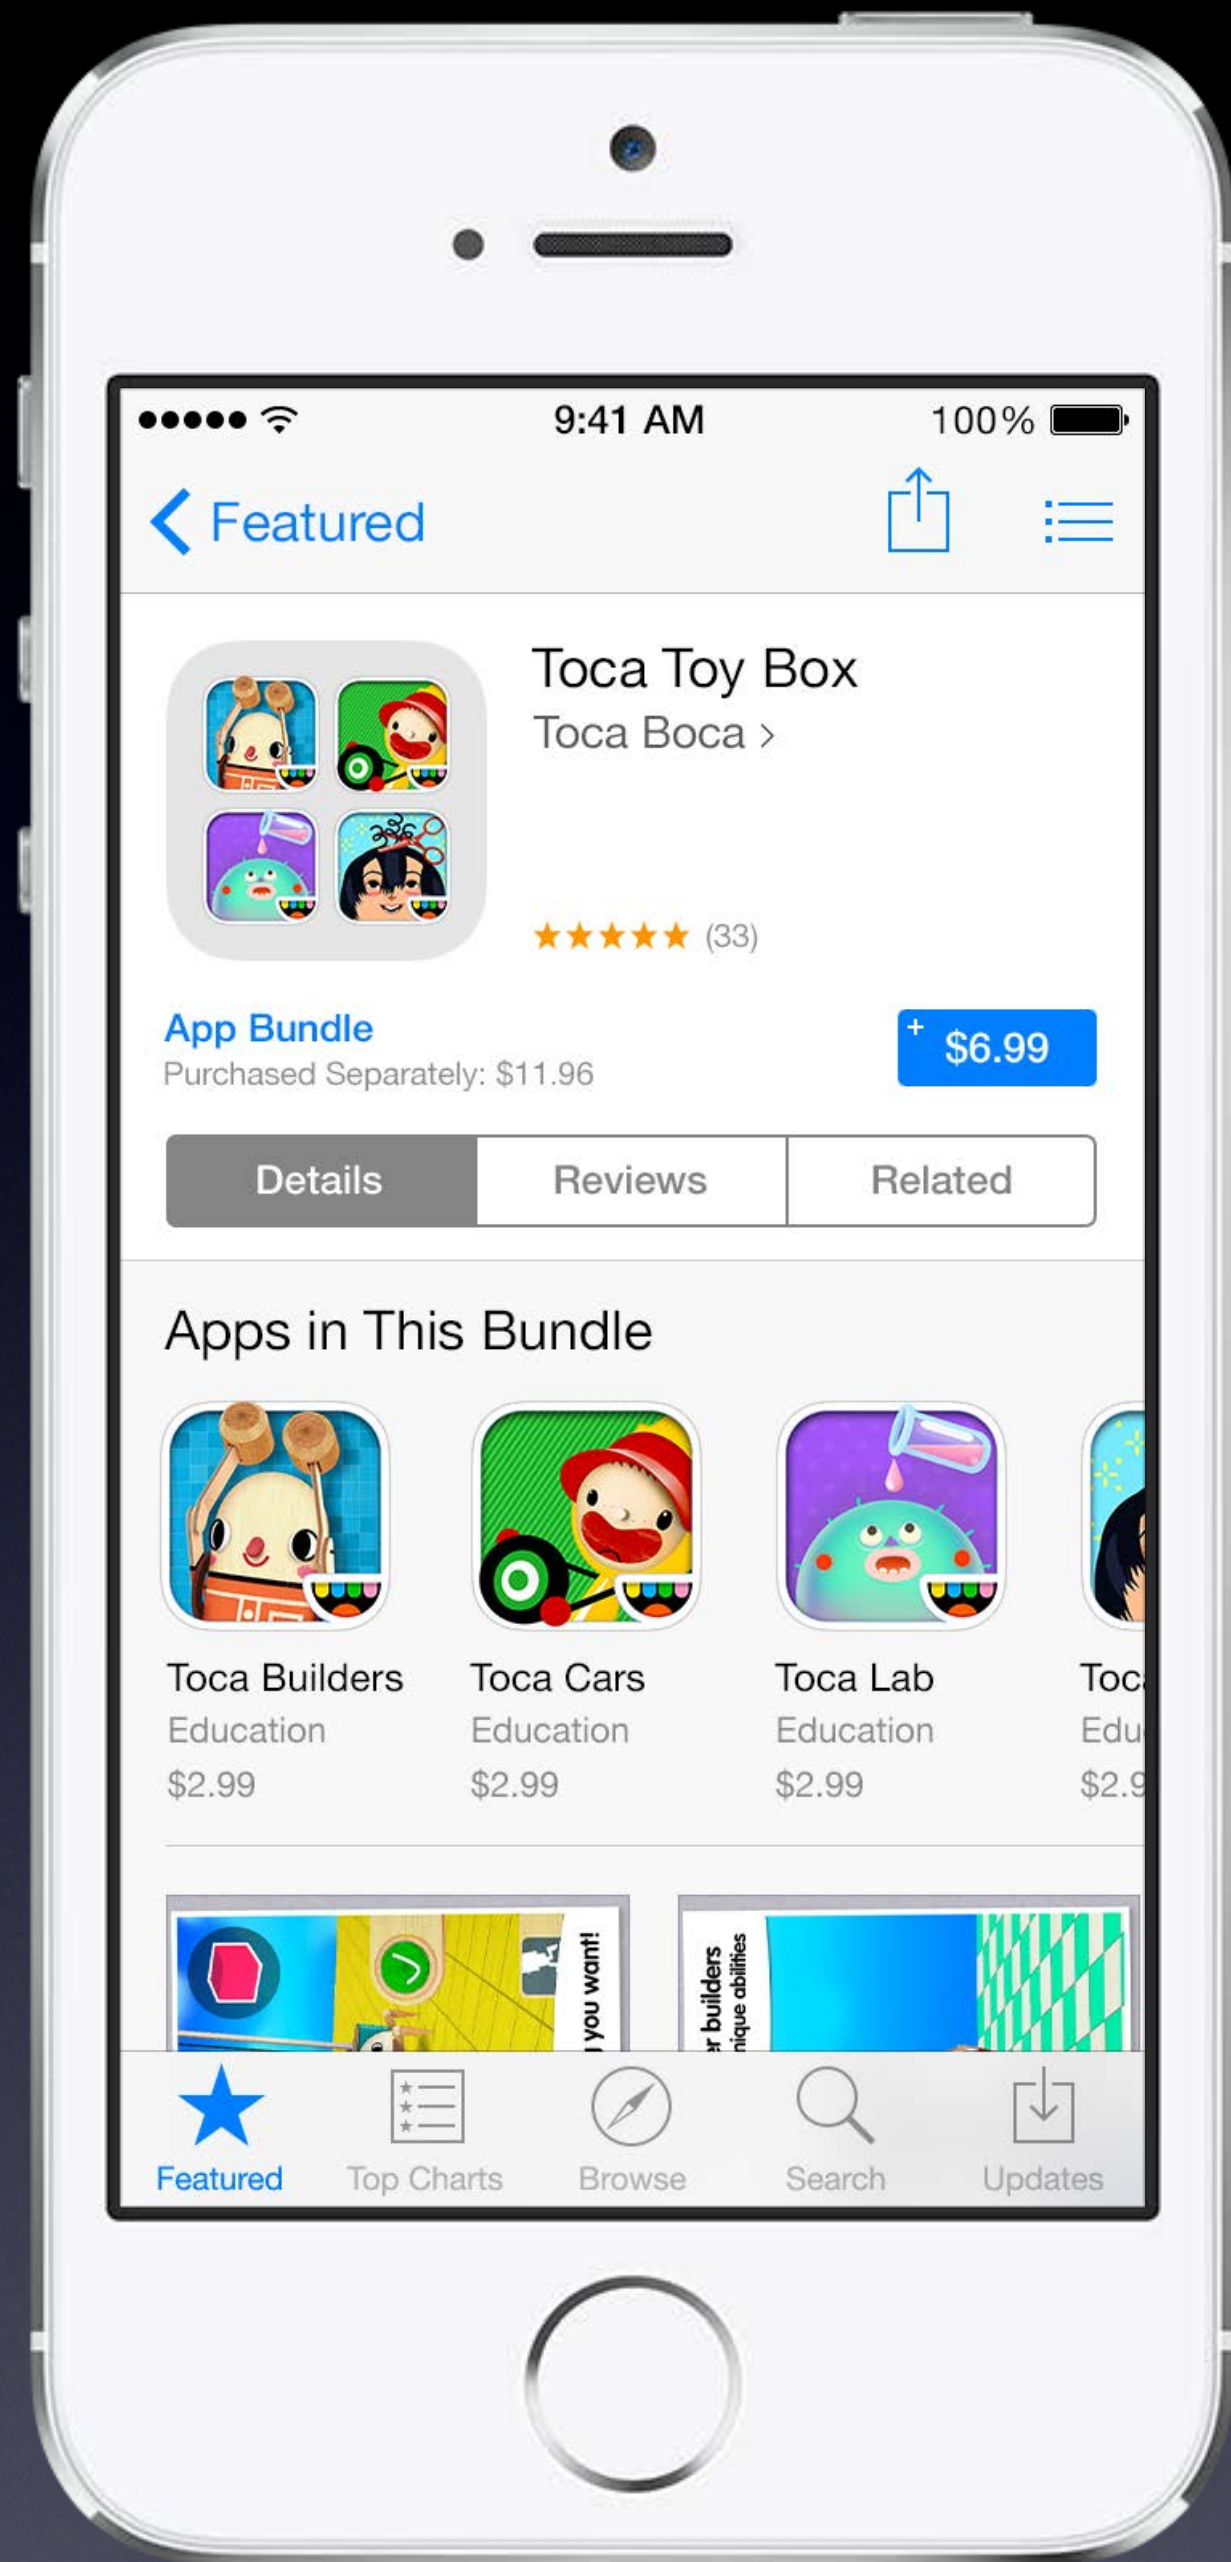 9:41 AM
100%
Featured
Toca Toy Box
Toca Boca >
(33)
App Bundle
Purchased Separately: $11.96
+ $6.99
Details
Reviews
Related
Apps in This Bundle
Toca Builders
Education
$2.99
Toca Cars
Education
$2.99
Toca Lab
Education
$2.99
you want!
builders
abilities
Featured
Top Charts
Browse
Search
Updates